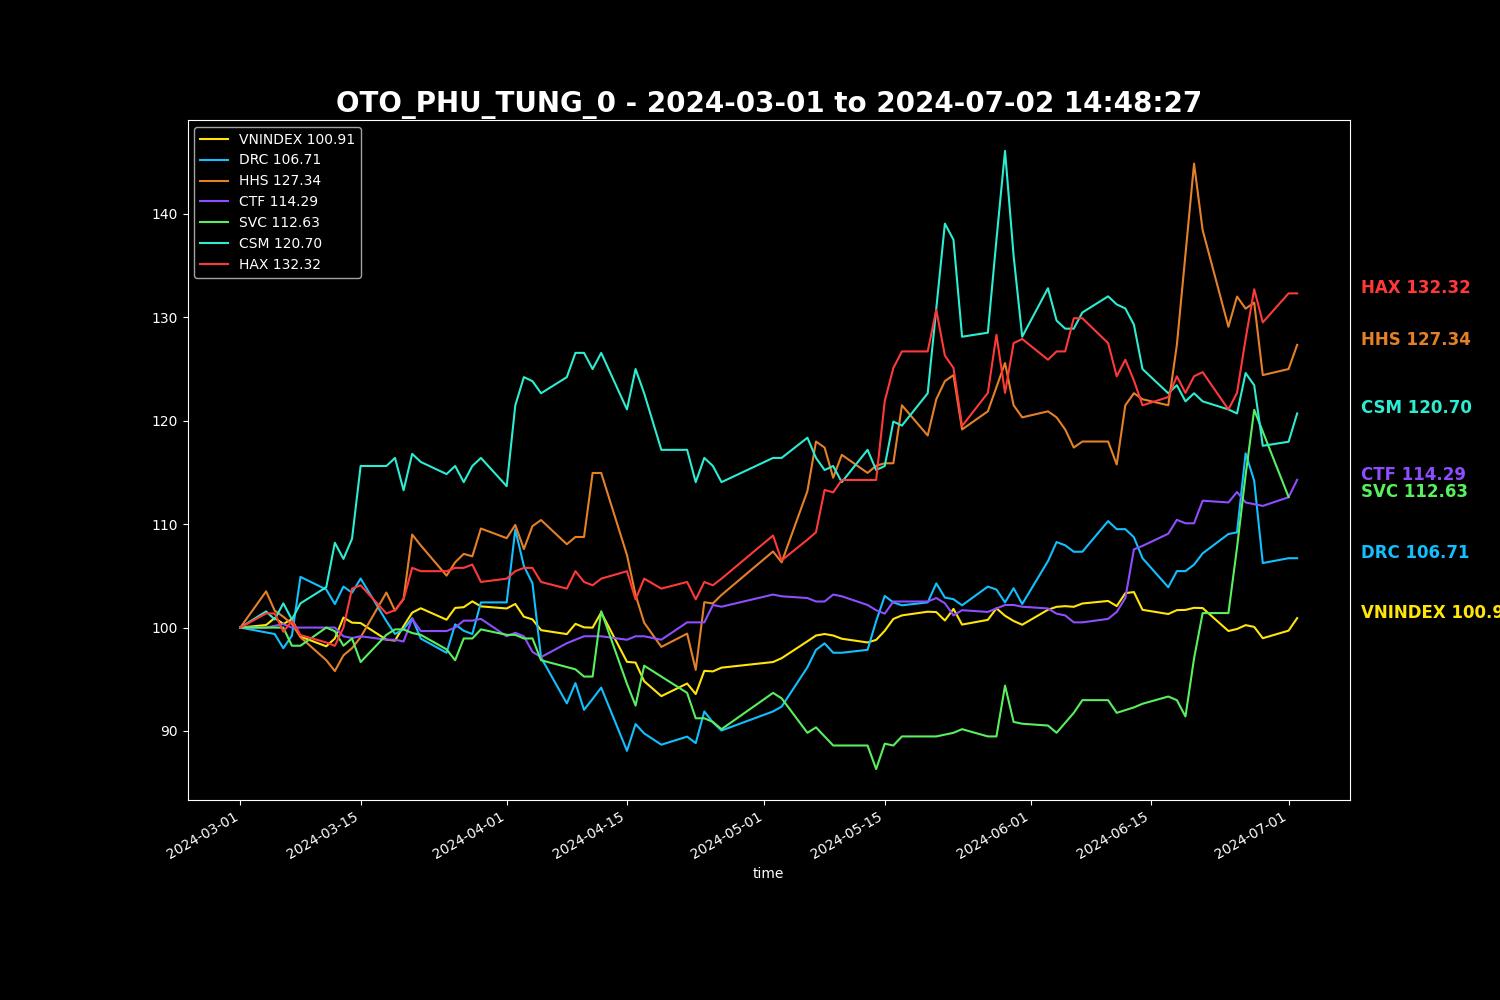 OTO_PHU_TUNG_0 - 2024-03-01 to 2024-07-02 14:48:27
VNINDEX 100.91
DRC 106.71
HHS 127.34
CTF 114.29
SVC 112.63
CSM 120.70
HAX 132.32
140
130
120
110
100
90
HAX 132.32
HHS 127.34
CSM 120.70
CTF 114.29
SVC 112.63
DRC 106.71
VNINDEX 100.9
2024-03-01
2024-03-15
2024-04-01
2024-04-15
2024-05-01
2024-05-15
2024-06-01
2024-06-15
2024-07-01
time